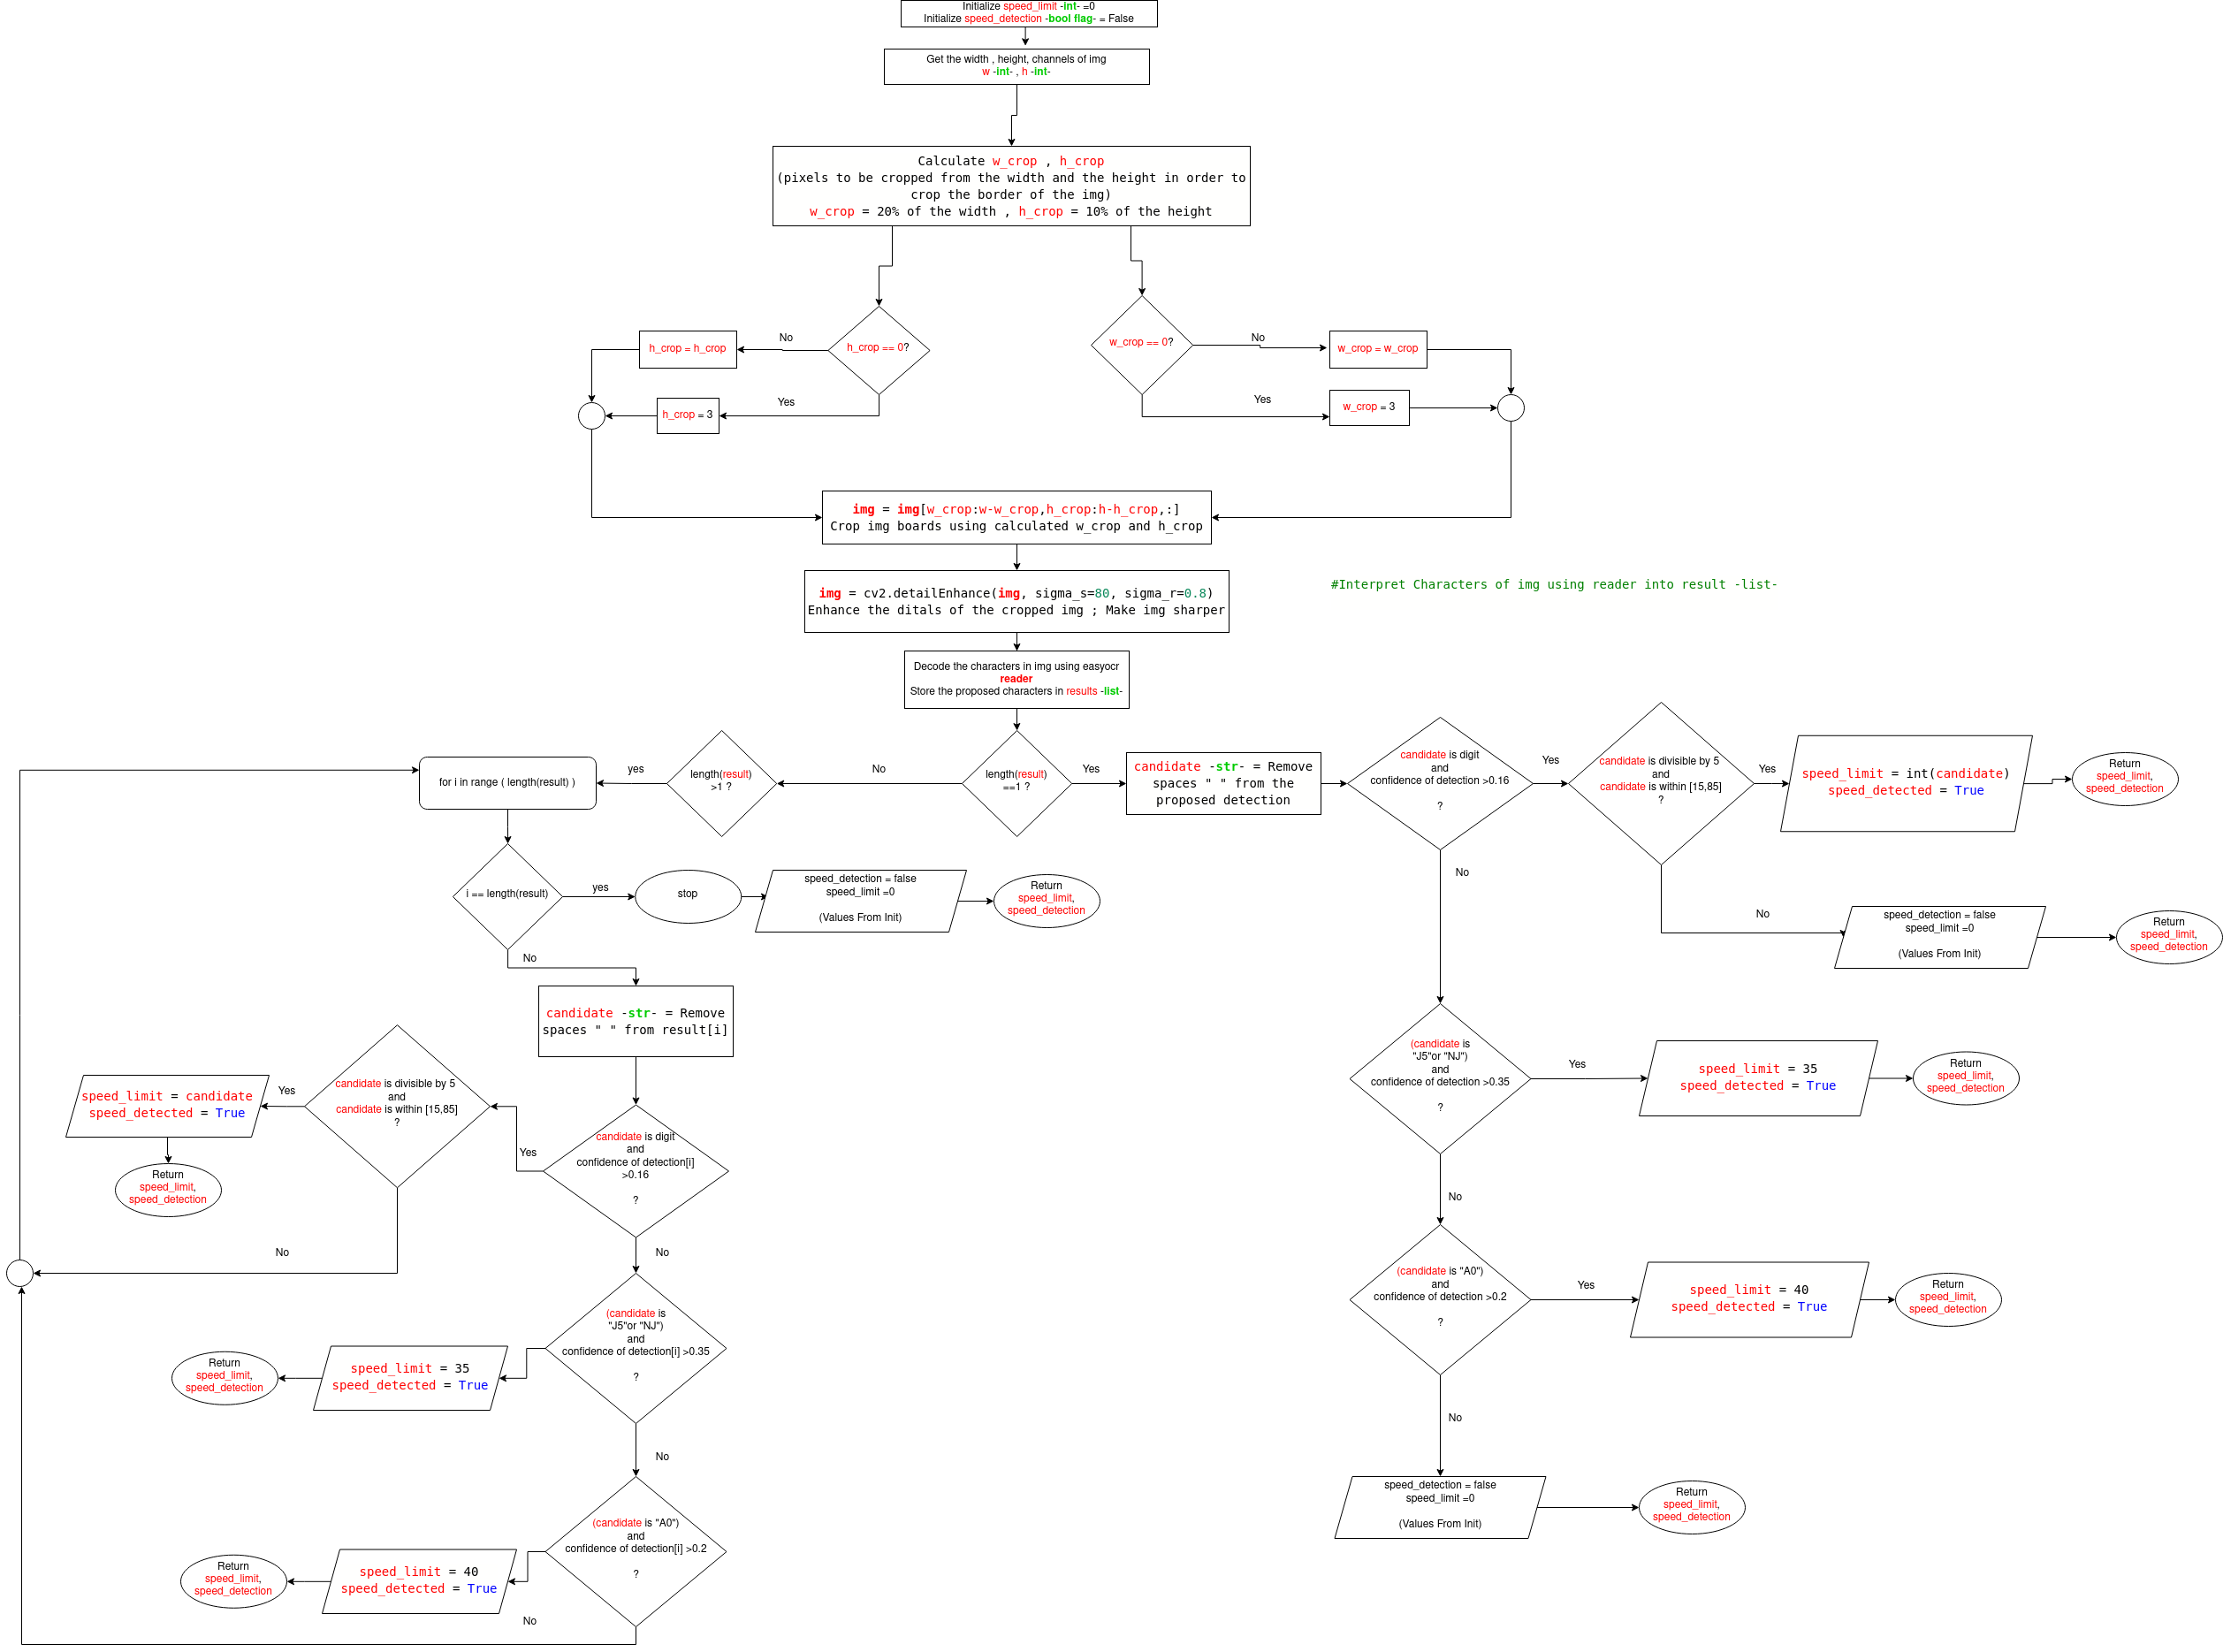 Initialize speed_limit -int- =0
Initialize speed_detection -bool flag- = False
Get the width , height, channels of img
w -int- , h -int-
Calculate w_crop , h_crop
(pixels to be cropped from the width and the height in order to
crop the border of the img)
w_crop = 20% of the width , h_crop = 10% of the height
h_crop = h_crop
No
h_crop == 0?
w_crop == 0?
No
w_crop = w_crop
h_crop = 3
Yes
Yes
w_crop = 3
img = img[w_crop:w-w_crop,h_crop:h-h_crop,:]
Crop img boards using calculated w_crop and h_crop
#Interpret Characters of img using reader into result -list-
img = cv2.detailEnhance(img, sigma_s=80, sigma_r=0.8)
Enhance the ditals of the cropped img ; Make img sharper
Decode the characters in img using easyocr
reader
Store the proposed characters in results -list-
for i in range ( length(result) )
yes
length(result)
>1 ?
No
length(result)
==1 ?
Yes
candidate -str- = Remove
spaces " " from the
proposed detection
candidate is digit
and
confidence of detection >0.16
?
Yes
candidate is divisible by 5
and
candidate is within [15,85]
?
Yes
speed_limit = int(candidate)
speed_detected = True
Return
speed_limit,
speed_detection
i == length(result)
yes
stop
speed_detection = false
speed_limit =0
(Values From Init)
Return
speed_limit,
speed_detection
No
No
speed_detection = false
speed_limit =0
(Values From Init)
Return
speed_limit,
speed_detection
No
candidate -str- = Remove
spaces " " from result[i]
speed_limit = candidate
speed_detected = True
Yes
candidate is divisible by 5
and
candidate is within [15,85]
?
Return
speed_limit,
speed_detection
Yes
candidate is digit
and
confidence of detection[i]
>0.16
?
(candidate is
"J5"or "NJ")
and
confidence of detection >0.35
?
Yes
speed_limit = 35
speed_detected = True
Return
speed_limit,
speed_detection
No
No
No
(candidate is "A0")
and
confidence of detection >0.2
?
Yes
speed_limit = 40
speed_detected = True
Return
speed_limit,
speed_detection
(candidate is
"J5"or "NJ")
and
confidence of detection[i] >0.35
?
speed_limit = 35
speed_detected = True
Return
speed_limit,
speed_detection
No
No
speed_detection = false
speed_limit =0
(Values From Init)
Return
speed_limit,
speed_detection
(candidate is "A0")
and
confidence of detection[i] >0.2
?
speed_limit = 40
speed_detected = True
Return
speed_limit,
speed_detection
No